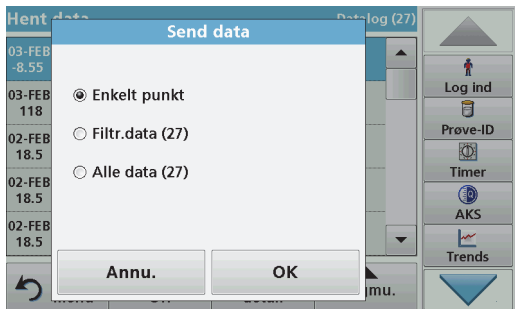 Hent data
Datalog (27)
Send data
03-FEB
-8.55
03-FEB
118
02-FEB
18.5
02-FEB
18.5
02-FEB
18.5
Enkelt punkt
Filtr.data (27)
Alle data (27)
Annu.
OK
Log ind
Prøve-ID
Timer
AKS
Trends